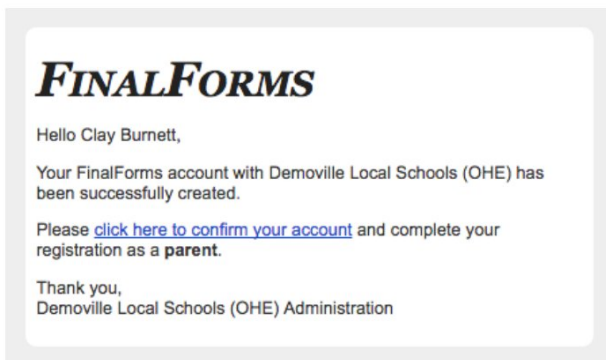 FINALFORMS
Hello Clay Burnett,
Your FinalForms account with Demoville Local Schools (OHE) has
been successfully created.
Please click here to confirm your account and complete your
registration as a parent.
Thank you,
Demoville Local Schools (OHE) Administration